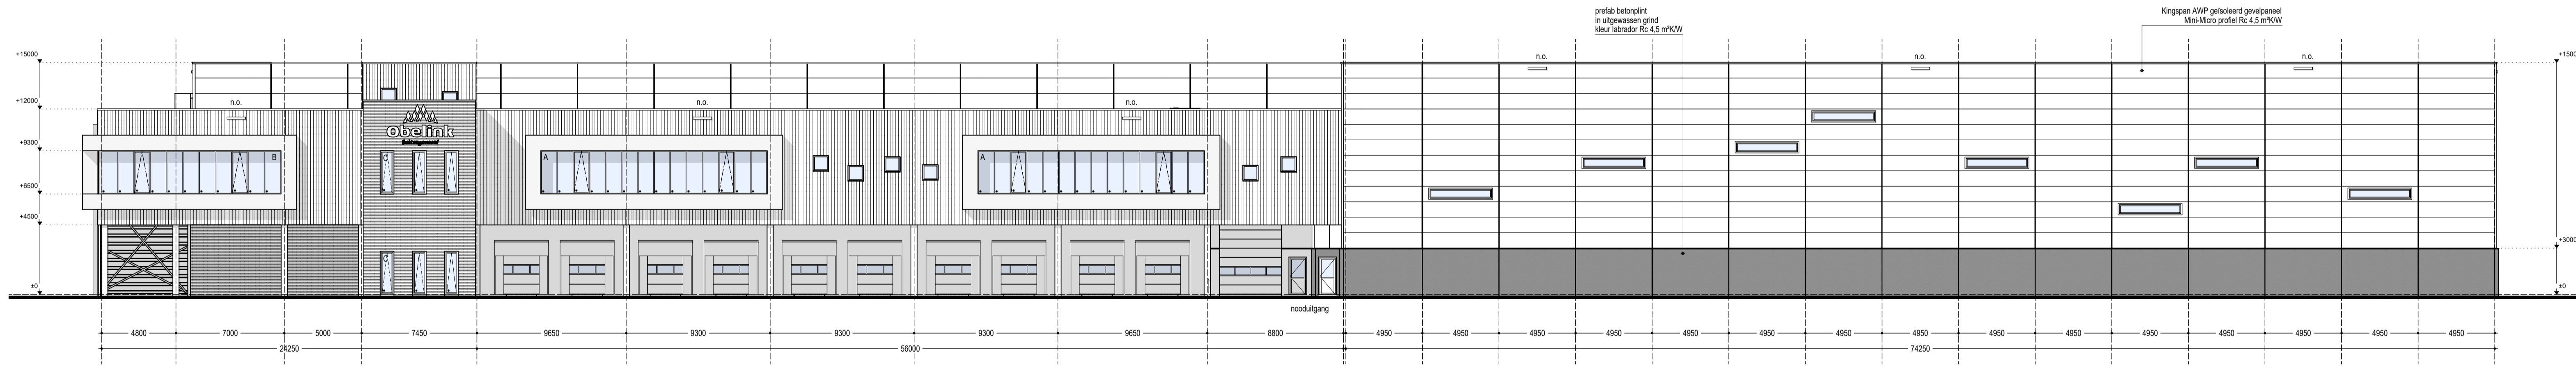 prefab betonplint
in uitgewassen grind
kleur labrador Rc 4,5 m²K/W
Kingspan AWP geïsoleerd gevelpaneel
Mini-Micro profiel Rc 4,5 m²K/W
+15000
+1500
n.o.
n.o.
n.o.
+12000
n.o.
n.o.
n.o.
Obelink
+9300
B
C
A
A
+6500
+4500
+3000
C
±0
±0
nooduitgang
4800 7000 5000 7450 9650 9300 9300 9300 9650 8800 4950 4950 4950 4950 4950 4950 4950 4950 4950 4950 4950 4950 4950 4950 4950
24250 56000 74250